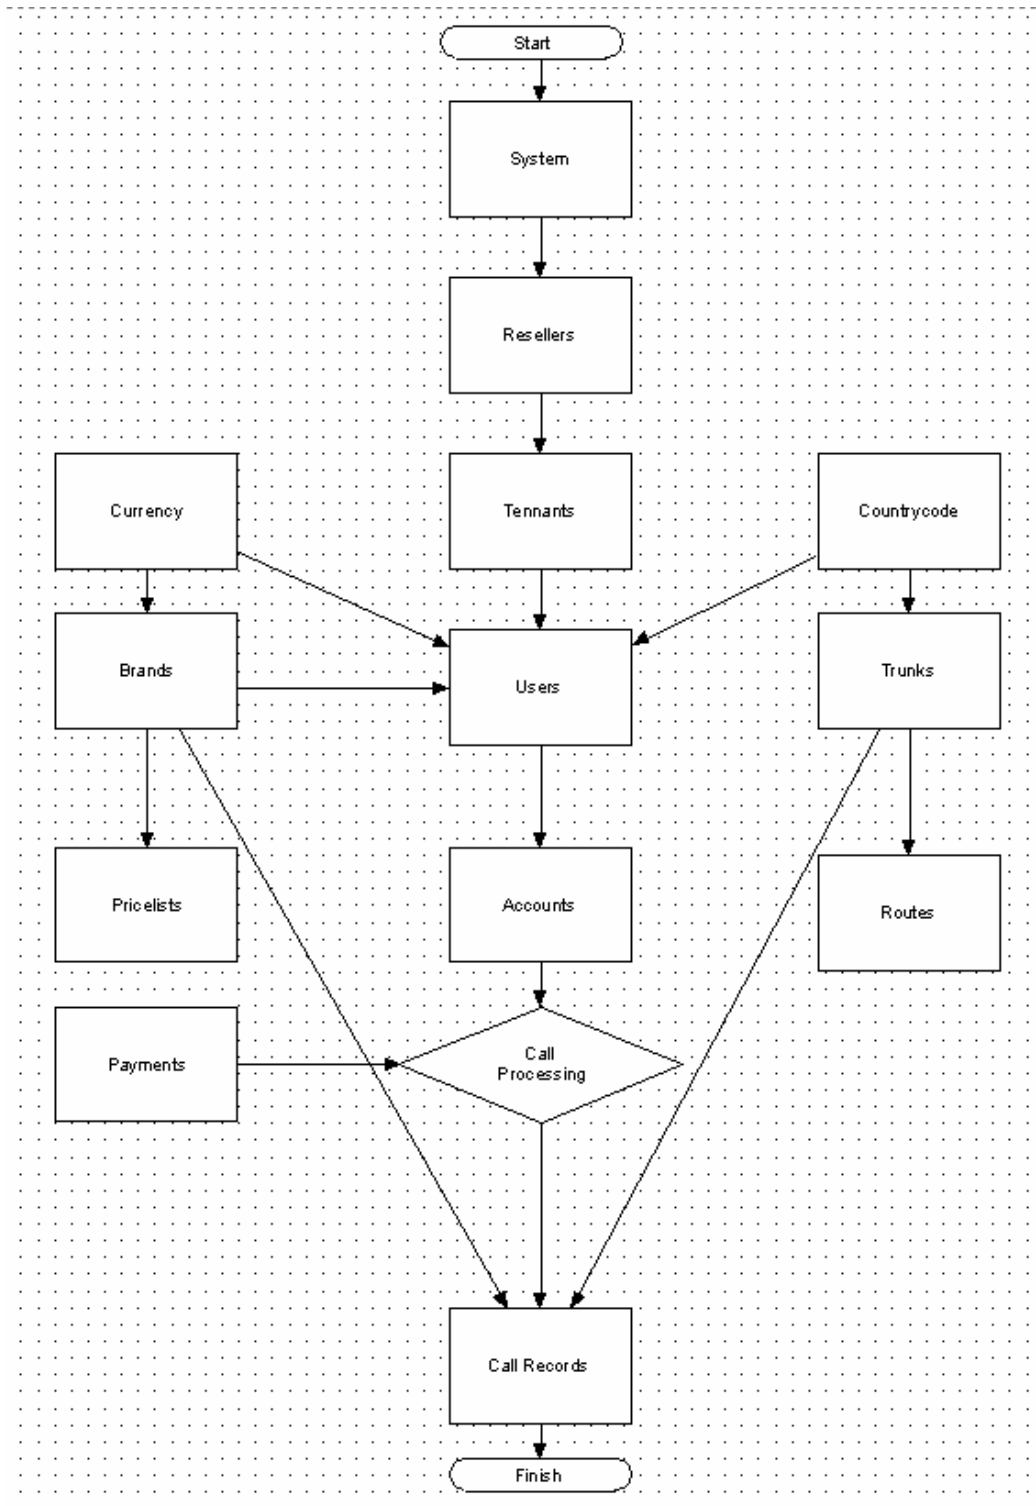 Start
System
Resellers
Currency
Tennants
Countrycode
Brands
Users
Trunks
Pricelists
Accounts
Routes
Payments
Call
Processing
Call Records
Finish